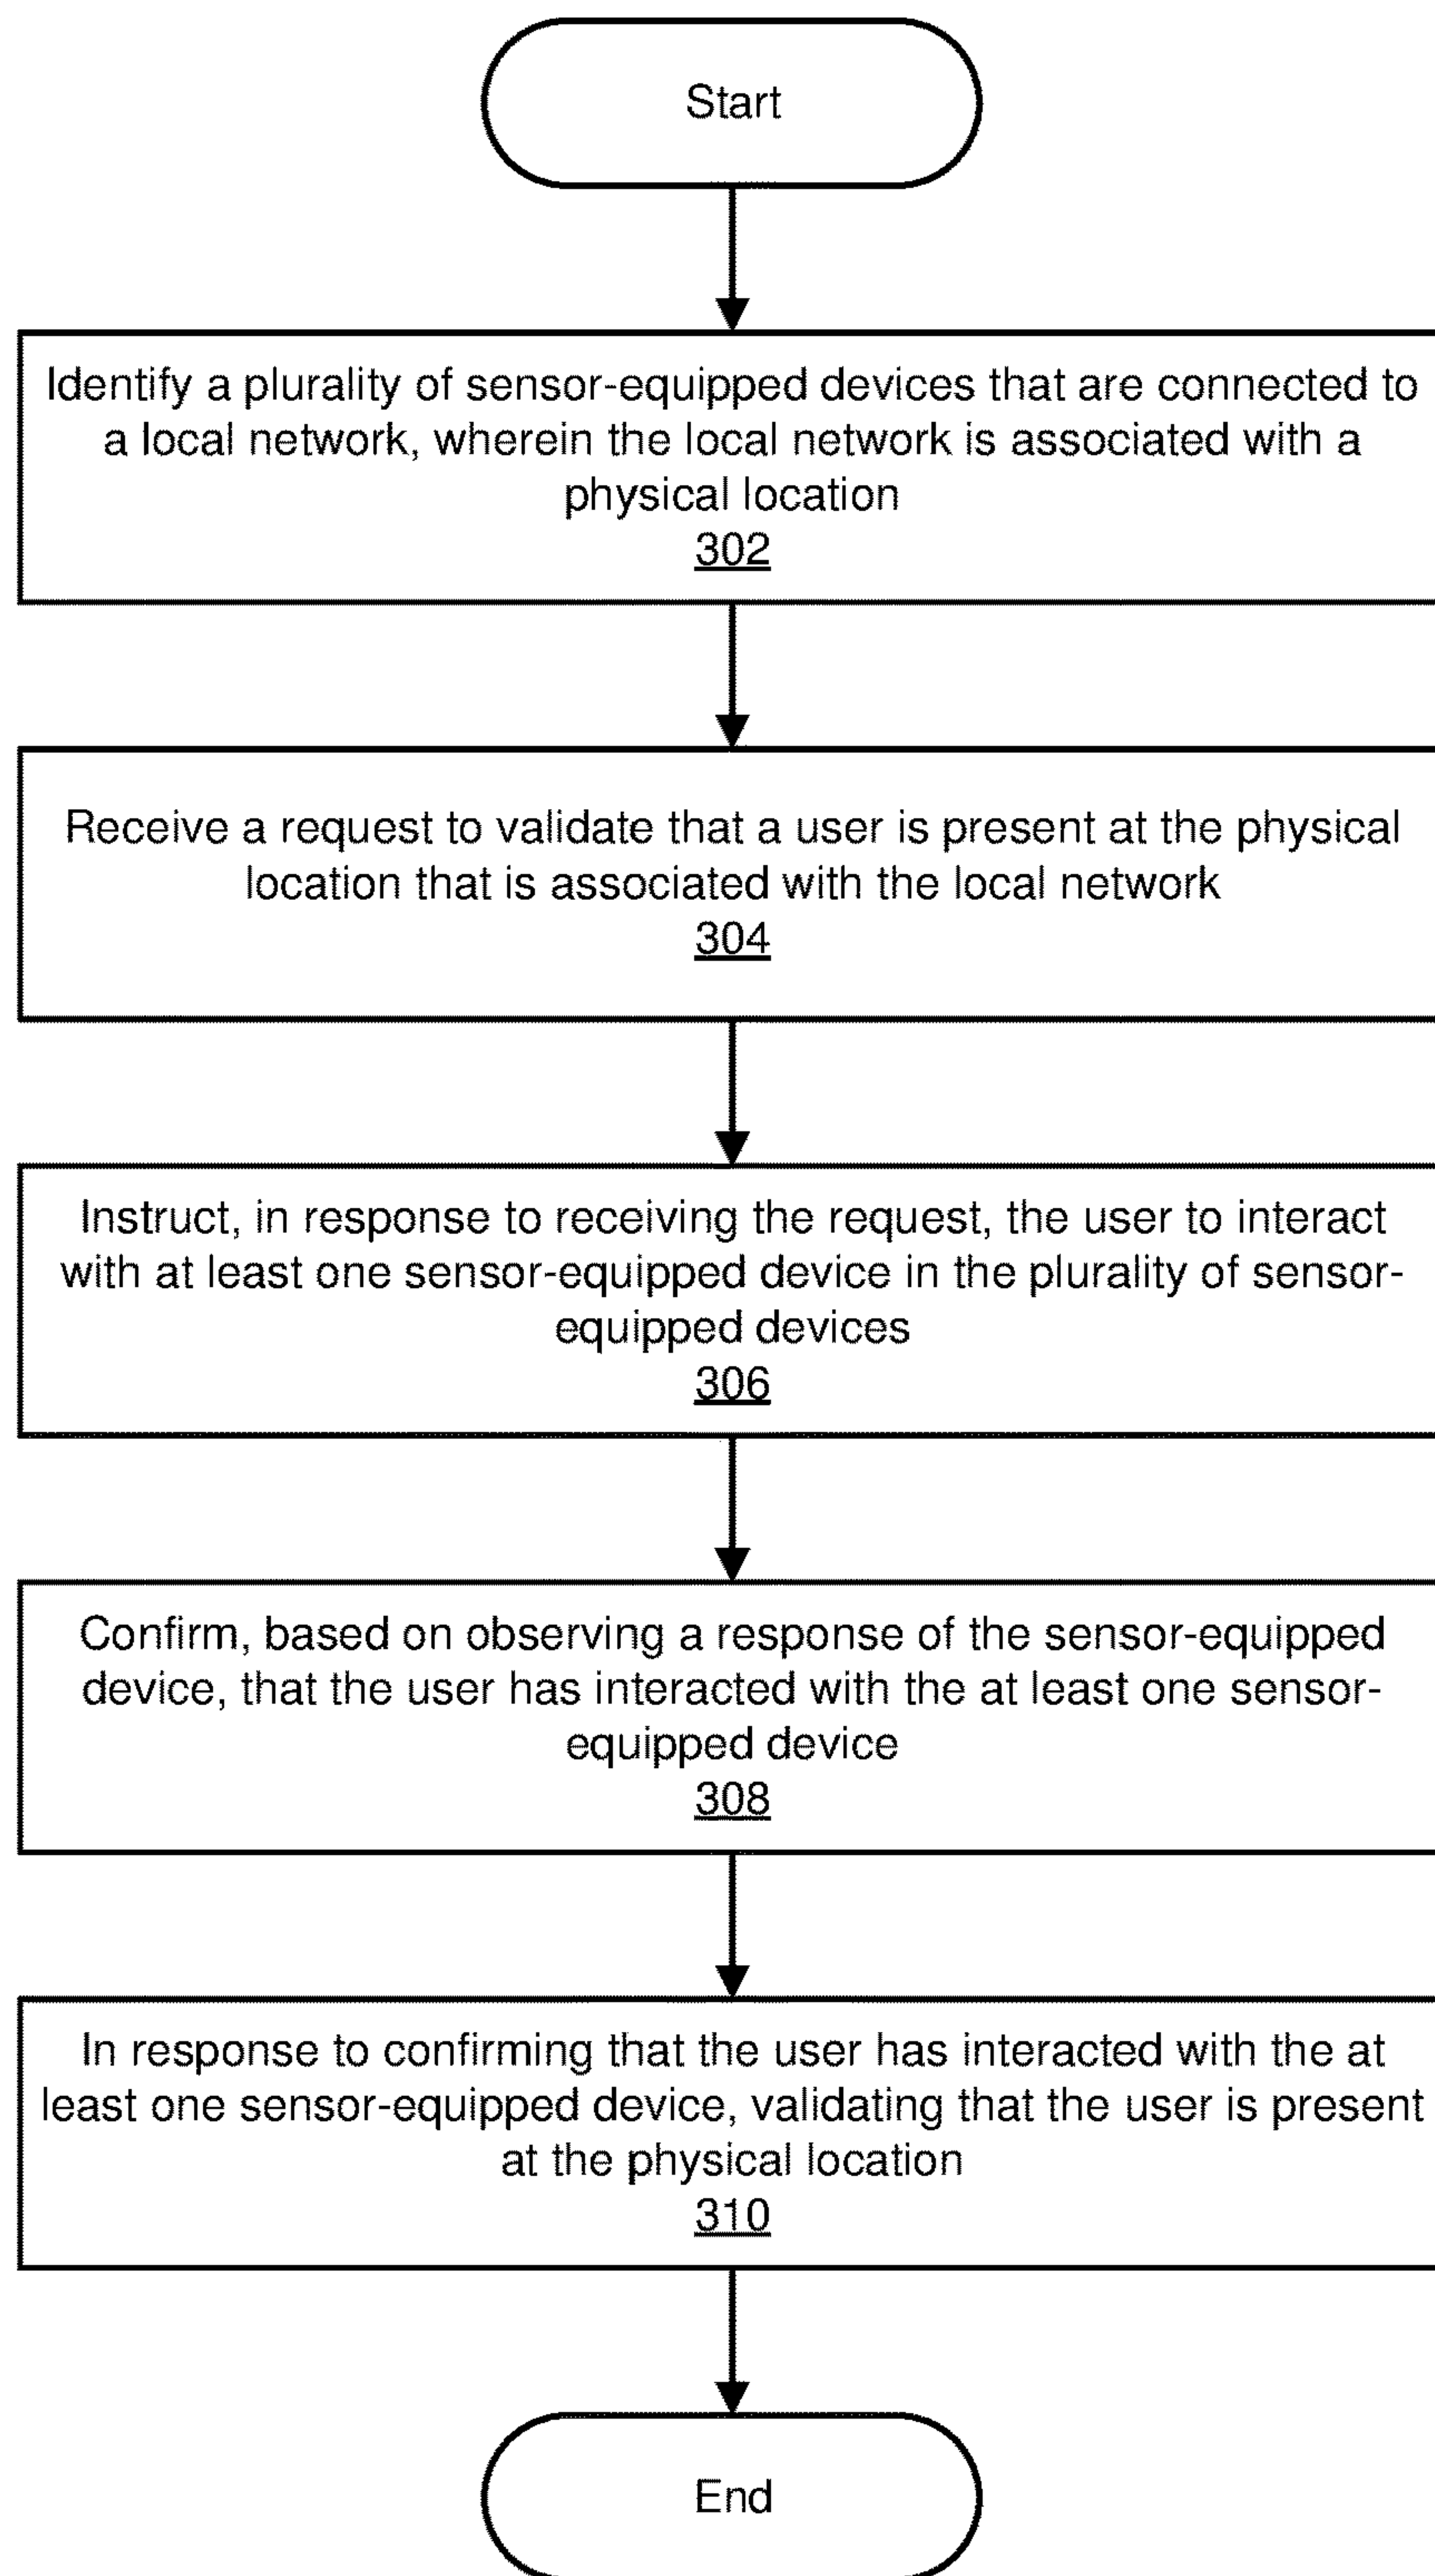 Start
Identify a plurality of sensor-equipped devices that are connected to
a local network, wherein the local network is associated with a
physical location
302
Receive a request to validate that a user is present at the physical
location that is associated with the local network
304
Instruct, in response to receiving the request, the user to interact
with at least one sensor-equipped device in the plurality of sensor-
equipped devices
306
Confirm, based on observing a response of the sensor-equipped
device, that the user has interacted with the at least one sensor-
equipped device
308
In response to confirming that the user has interacted with the at
least one sensor-equipped device, validating that the user is present
at the physical location
310
End